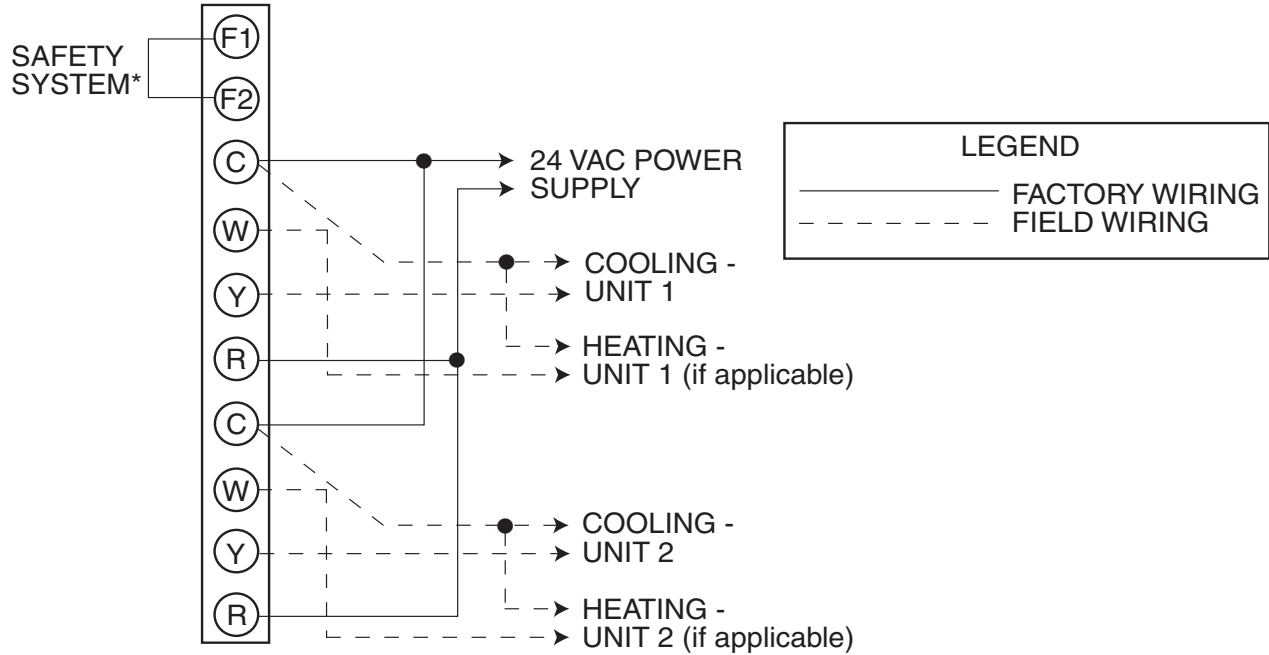 SAFETY
SYSTEM*
F1
F2
C
W
Y
R
C
W
Y
R
24 VAC POWER
SUPPLY
COOLING -
UNIT 1
HEATING -
UNIT 1 (if applicable)
COOLING -
UNIT 2
HEATING -
UNIT 2 (if applicable)
LEGEND
FACTORY WIRING
FIELD WIRING